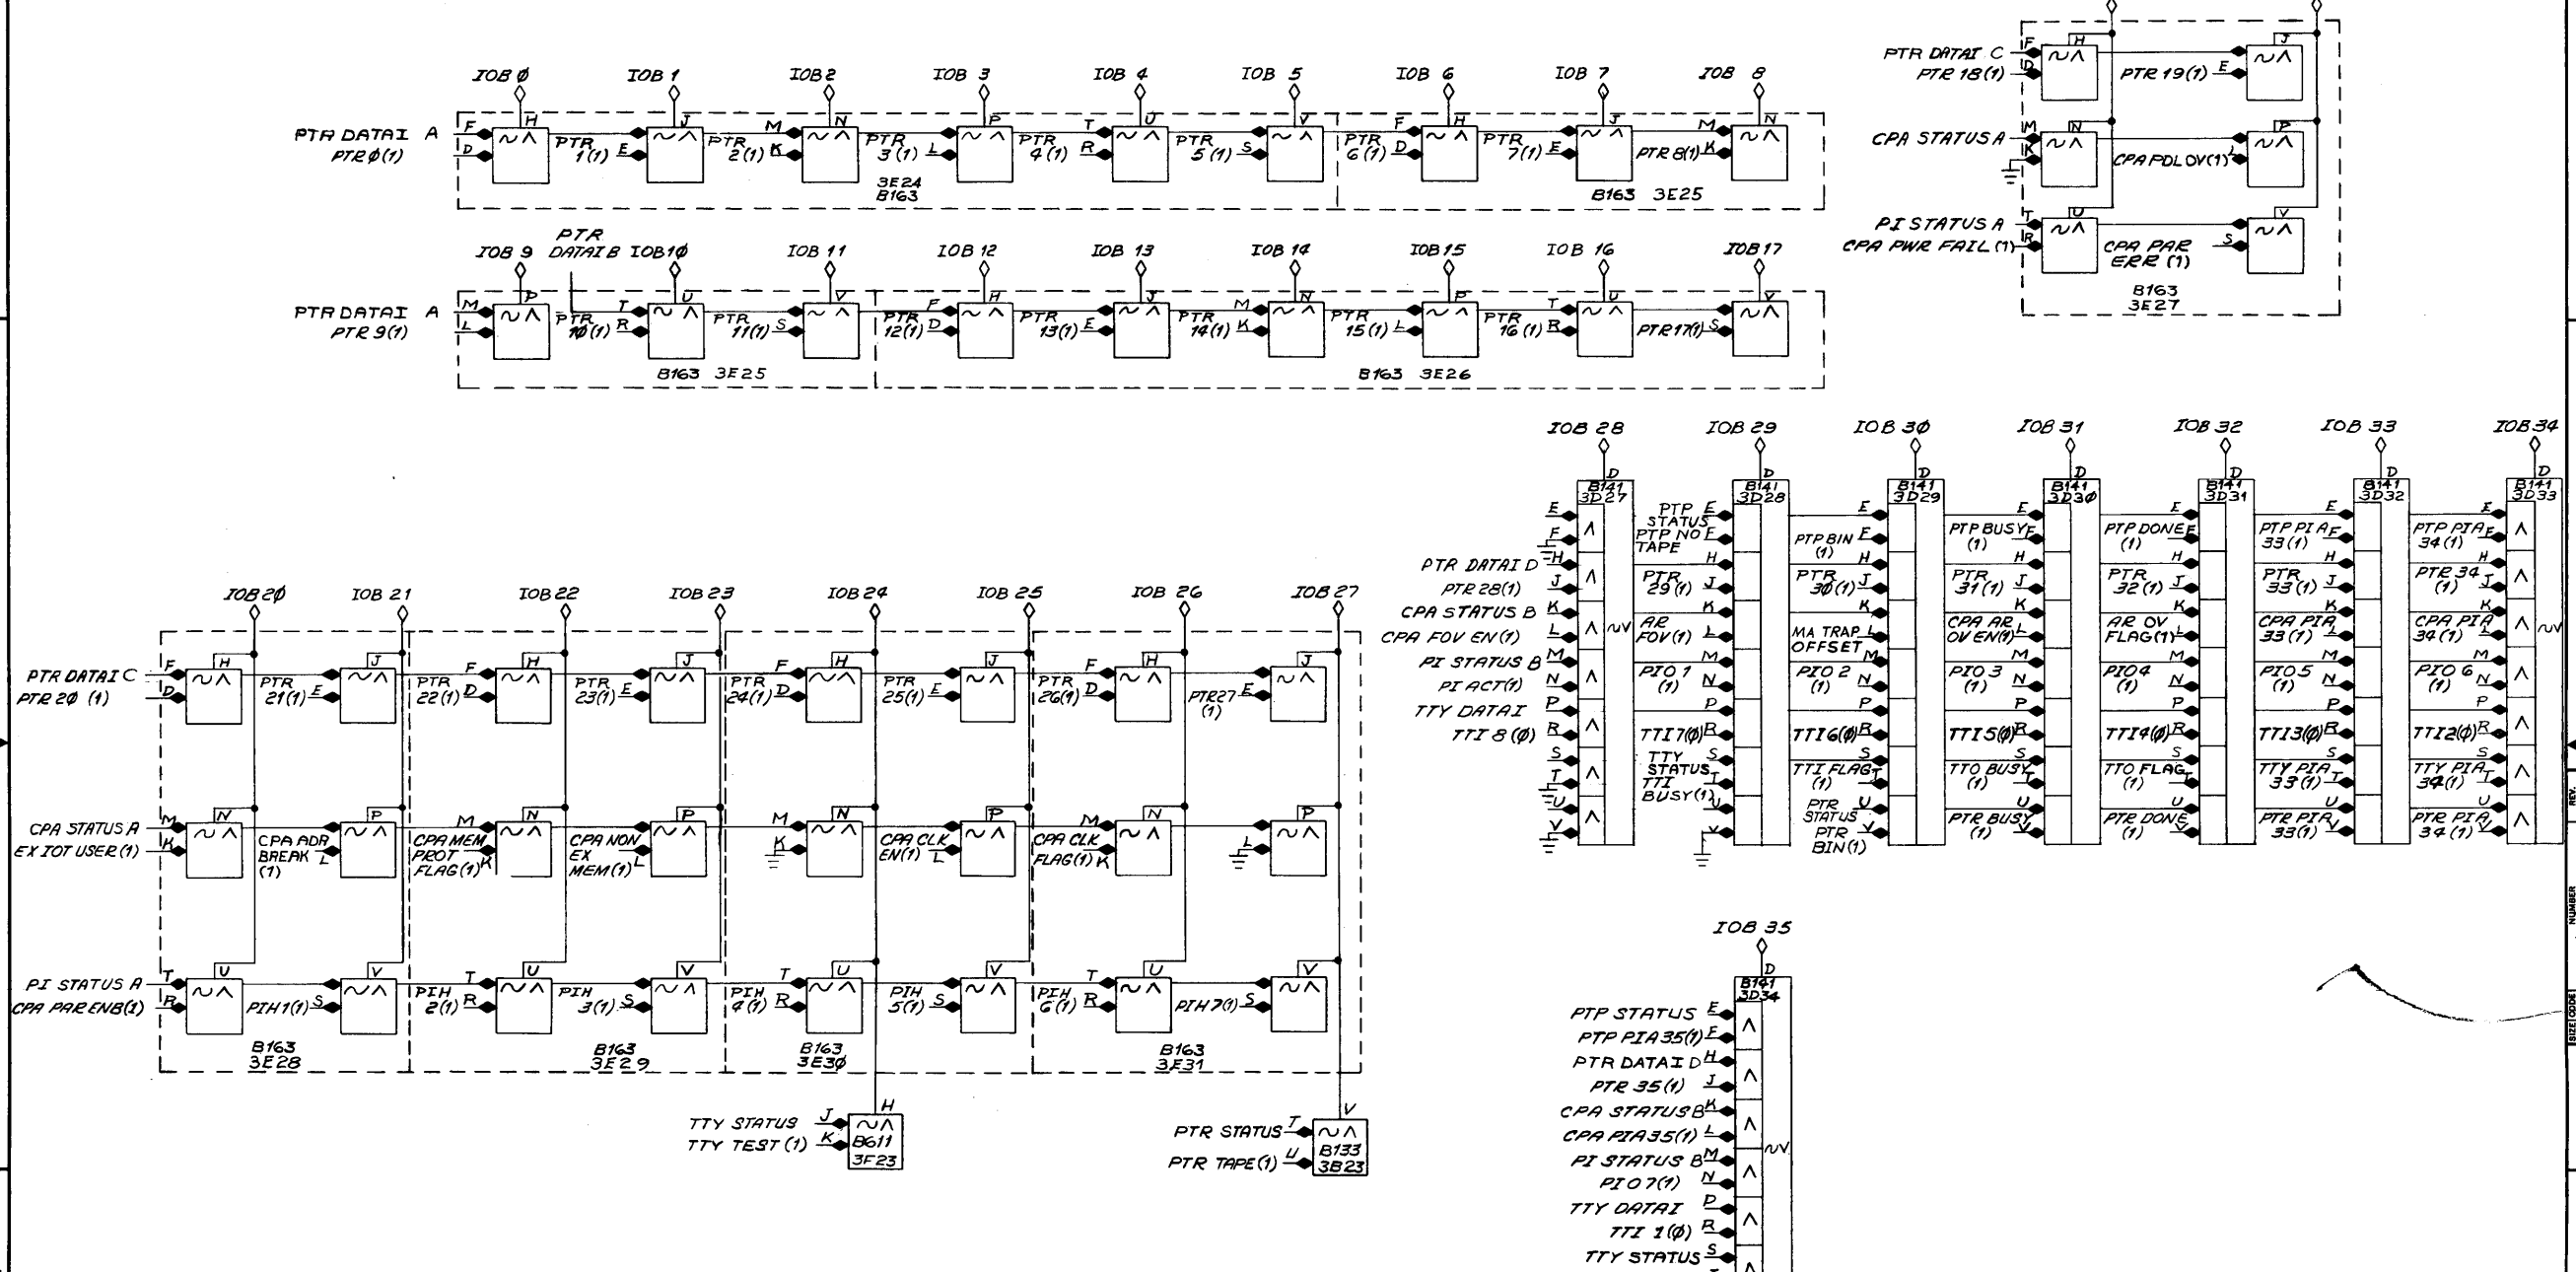 IOB Ø IOB 1 IOB 2 IOB 3 IOB 4 IOB 5 IOB 6 IOB 7 IOB 8
PTR DATAI A F H J M N P T U V F H J M N
PTR Ø(1) D PTR 1(1) E PTR 2(1) K PTR 3(1) L PTR 4(1) R PTR 5(1) S PTR 6(1) D PTR 7(1) E PTR 8(1) K
3E24
B163
B163 3E25
PTR DATAI C F H J
PTR 18(1) D PTR 19(1) E
CPA STATUS A M N P
K CPA PDL OV(1) L
PI STATUS A T U V
CPA PWR FAIL(1) R CPA PAR ERR (1) S
B163
3E27
PTR DATAI B
IOB 9 IOB 1Ø IOB 11 IOB 12 IOB 13 IOB 14 IOB 15 IOB 16 IOB 17
PTR DATAI A M P T U V F H J M N P T U V
PTR 9(1) L PTR 1Ø(1) R PTR 11(1) S PTR 12(1) D PTR 13(1) E PTR 14(1) K PTR 15(1) L PTR 16(1) R PTR 17(1) S
B163 3E25
B163 3E26
IOB 28 IOB 29 IOB 3Ø IOB 31 IOB 32 IOB 33 IOB 34
D D D D D D D
B141 B141 B141 B141 B141 B141 B141
3D27 3D28 3D29 3D3Ø 3D31 3D32 3D33
E PTP STATUS E E E E E E
F PTP NO TAPE F PTP BIN (1) F PTP BUSY (1) F PTP DONE (1) F PTP PIA 33(1) F PTP PIA 34(1) F
PTR DATAI D H H H H H H H
PTR 28(1) J PTR 29(1) J PTR 3Ø(1) J PTR 31(1) J PTR 32(1) J PTR 33(1) J PTR 34 (1) J
CPA STATUS B K K K K K K K
CPA FOV EN(1) L AR FOV(1) L MA TRAP OFFSET L CPA AR OV EN(1) L AR OV FLAG(1) L CPA PIA 33(1) L CPA PIA 34(1) L
PI STATUS B M M M M M M M
PI ACT(1) N PIO 1 (1) N PIO 2 (1) N PIO 3 (1) N PIO 4 (1) N PIO 5 (1) N PIO 6 (1) N
TTY DATAI P P P P P P P
TTI 8(Ø) R TTI 7(Ø) R TTI 6(Ø) R TTI 5(Ø) R TTI 4(Ø) R TTI 3(Ø) R TTI 2(Ø) R
S TTY STATUS S S S S S S
T TTI BUSY(1) T TTI FLAG (1) T TTO BUSY (1) T TTO FLAG (1) T TTY PIA 33(1) T TTY PIA 34(1) T
U U PTR STATUS U U U U U
V V PTR BIN(1) V PTR BUSY (1) V PTR DONE (1) V PTR PIA 33(1) V PTR PIA 34(1) V
IOB 2Ø IOB 21 IOB 22 IOB 23 IOB 24 IOB 25 IOB 26 IOB 27
PTR DATAI C F H J F H J F H J F H J
PTR 2Ø (1) D PTR 21(1) E PTR 22(1) D PTR 23(1) E PTR 24(1) D PTR 25(1) E PTR 26(1) D PTR 27 (1) E
CPA STATUS A M N P M N P M N P M N P
EX IOT USER(1) K CPA ADR BREAK (1) L CPA MEM PROT FLAG(1) K CPA NON EX MEM(1) L K CPA CLK EN(1) L CPA CLK FLAG(1) K L
PI STATUS A T U V T U V T U V T U V
CPA PAR ENB(1) R PIH 1(1) S PIH 2(1) R PIH 3(1) S PIH 4(1) R PIH 5(1) S PIH 6(1) R PIH 7(1) S
B163 B163 B163 B163
3E28 3E29 3E3Ø 3E31
TTY STATUS J H
TTY TEST(1) K B611
3F23
PTR STATUS T V
B133
PTR TAPE(1) U 3B23
IOB 35
D
B141
3D34
PTP STATUS E
PTP PIA35(1) F
PTR DATAI D H
PTR 35(1) J
CPA STATUS B K
CPA PIA35(1) L
PI STATUS B M
PIO 7(1) N
TTY DATAI P
TTI 1(Ø) R
TTY STATUS S
REV.
NUMBER
SIZE CODE